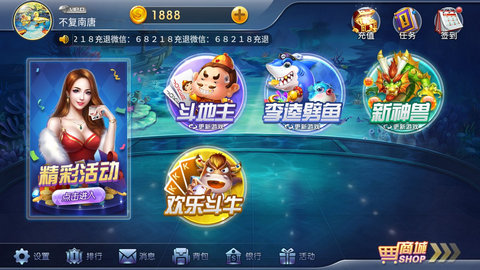 不复南唐
1888
218充退微信：68218充退微信：68218充退
充值
任务
签到
斗地主
更新游戏
李逵劈鱼
更新游戏
新神兽
更新游戏
精彩活动
点击进入
欢乐斗牛
设置
排行
消息
背包
银行
活动
商城
SHOP